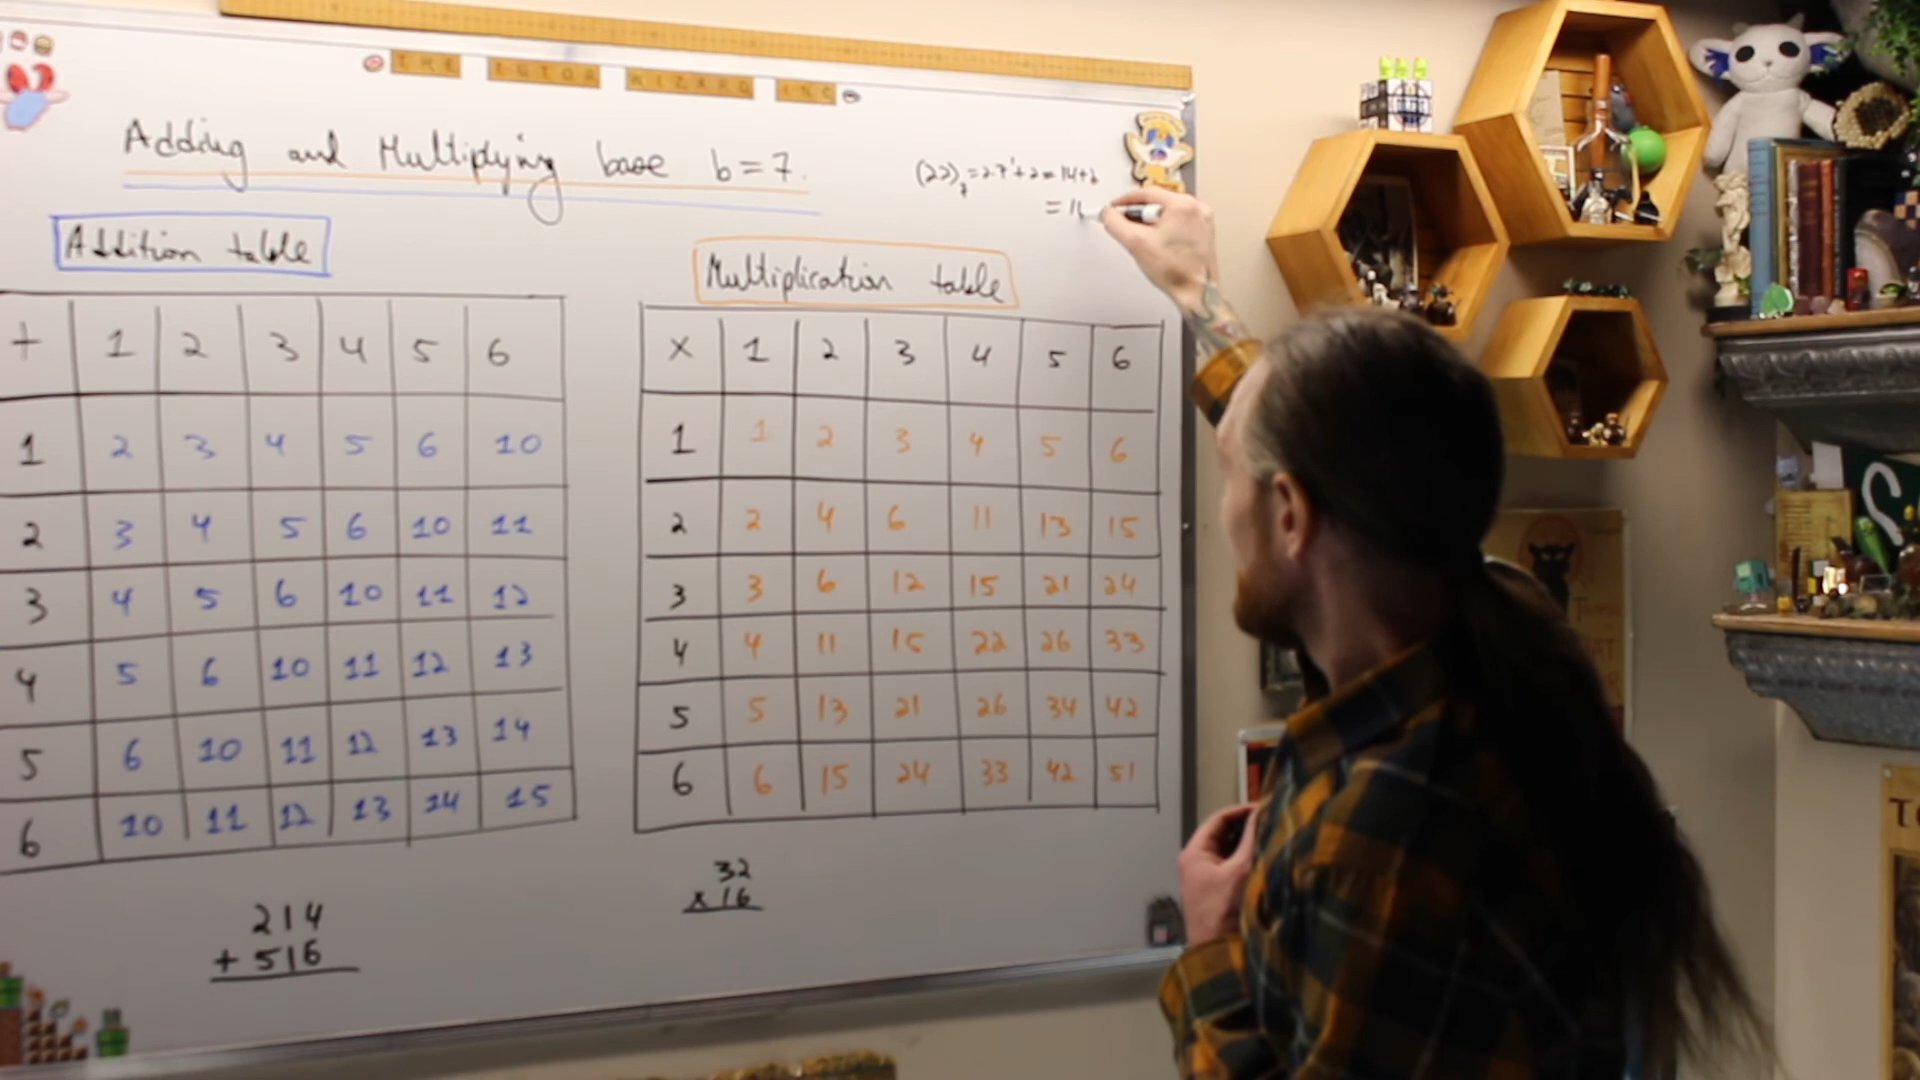 THE TUTOR WIZARD INC
Adding and Multiplying base b=7.
(22)₇ = 2·7¹+2 = 14+2
= 1
Addition table
+ 1 2 3 4 5 6
1 2 3 4 5 6 10
2 3 4 5 6 10 11
3 4 5 6 10 11 12
4 5 6 10 11 12 13
5 6 10 11 12 13 14
6 10 11 12 13 14 15
214
+ 516
Multiplication table
x 1 2 3 4 5 6
1 1 2 3 4 5 6
2 2 4 6 11 13 15
3 3 6 12 15 21 24
4 4 11 15 22 26 33
5 5 13 21 26 34 42
6 6 15 24 33 42 51
32
x 16